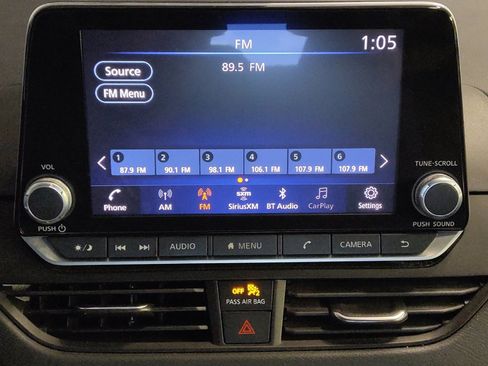 FM 1:05
Source 89.5 FM
FM Menu
1 2 3 4 5 6
87.9 FM 90.1 FM 98.1 FM 106.1 FM 107.9 FM 107.9 FM
VOL TUNE·SCROLL
sxm
Phone AM FM SiriusXM BT Audio CarPlay Settings
PUSH PUSH SOUND
AUDIO MENU CAMERA
OFF 2
PASS AIR BAG